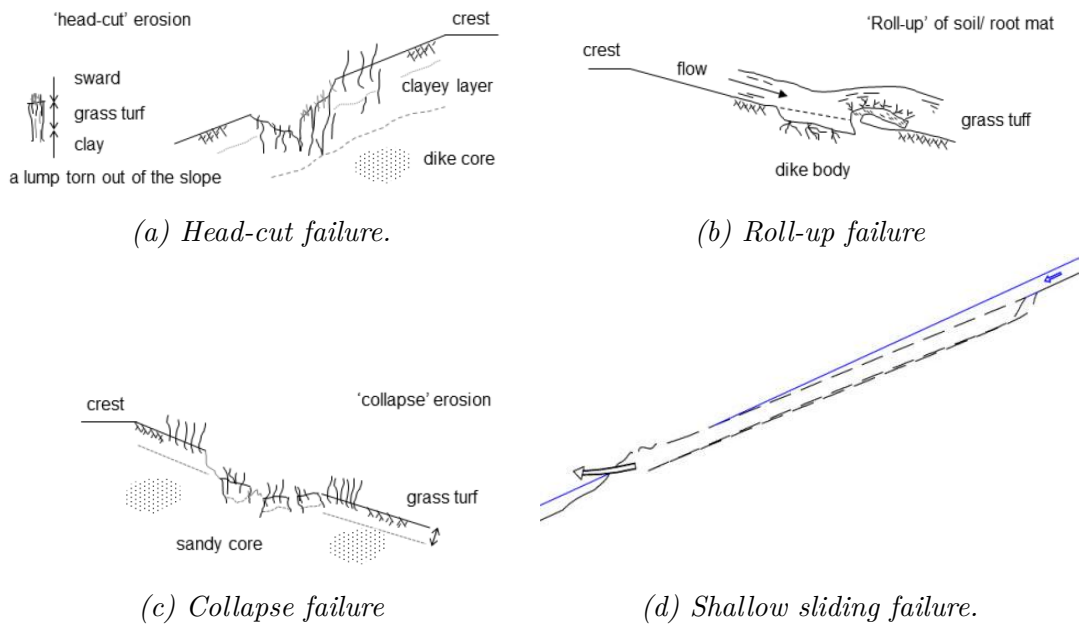 ‘head-cut’ erosion
crest
sward
grass turf
clay
clayey layer
dike core
a lump torn out of the slope
(a) Head-cut failure.
‘Roll-up’ of soil/ root mat
crest
flow
grass tuff
dike body
(b) Roll-up failure
‘collapse’ erosion
crest
grass turf
sandy core
(c) Collapse failure
(d) Shallow sliding failure.